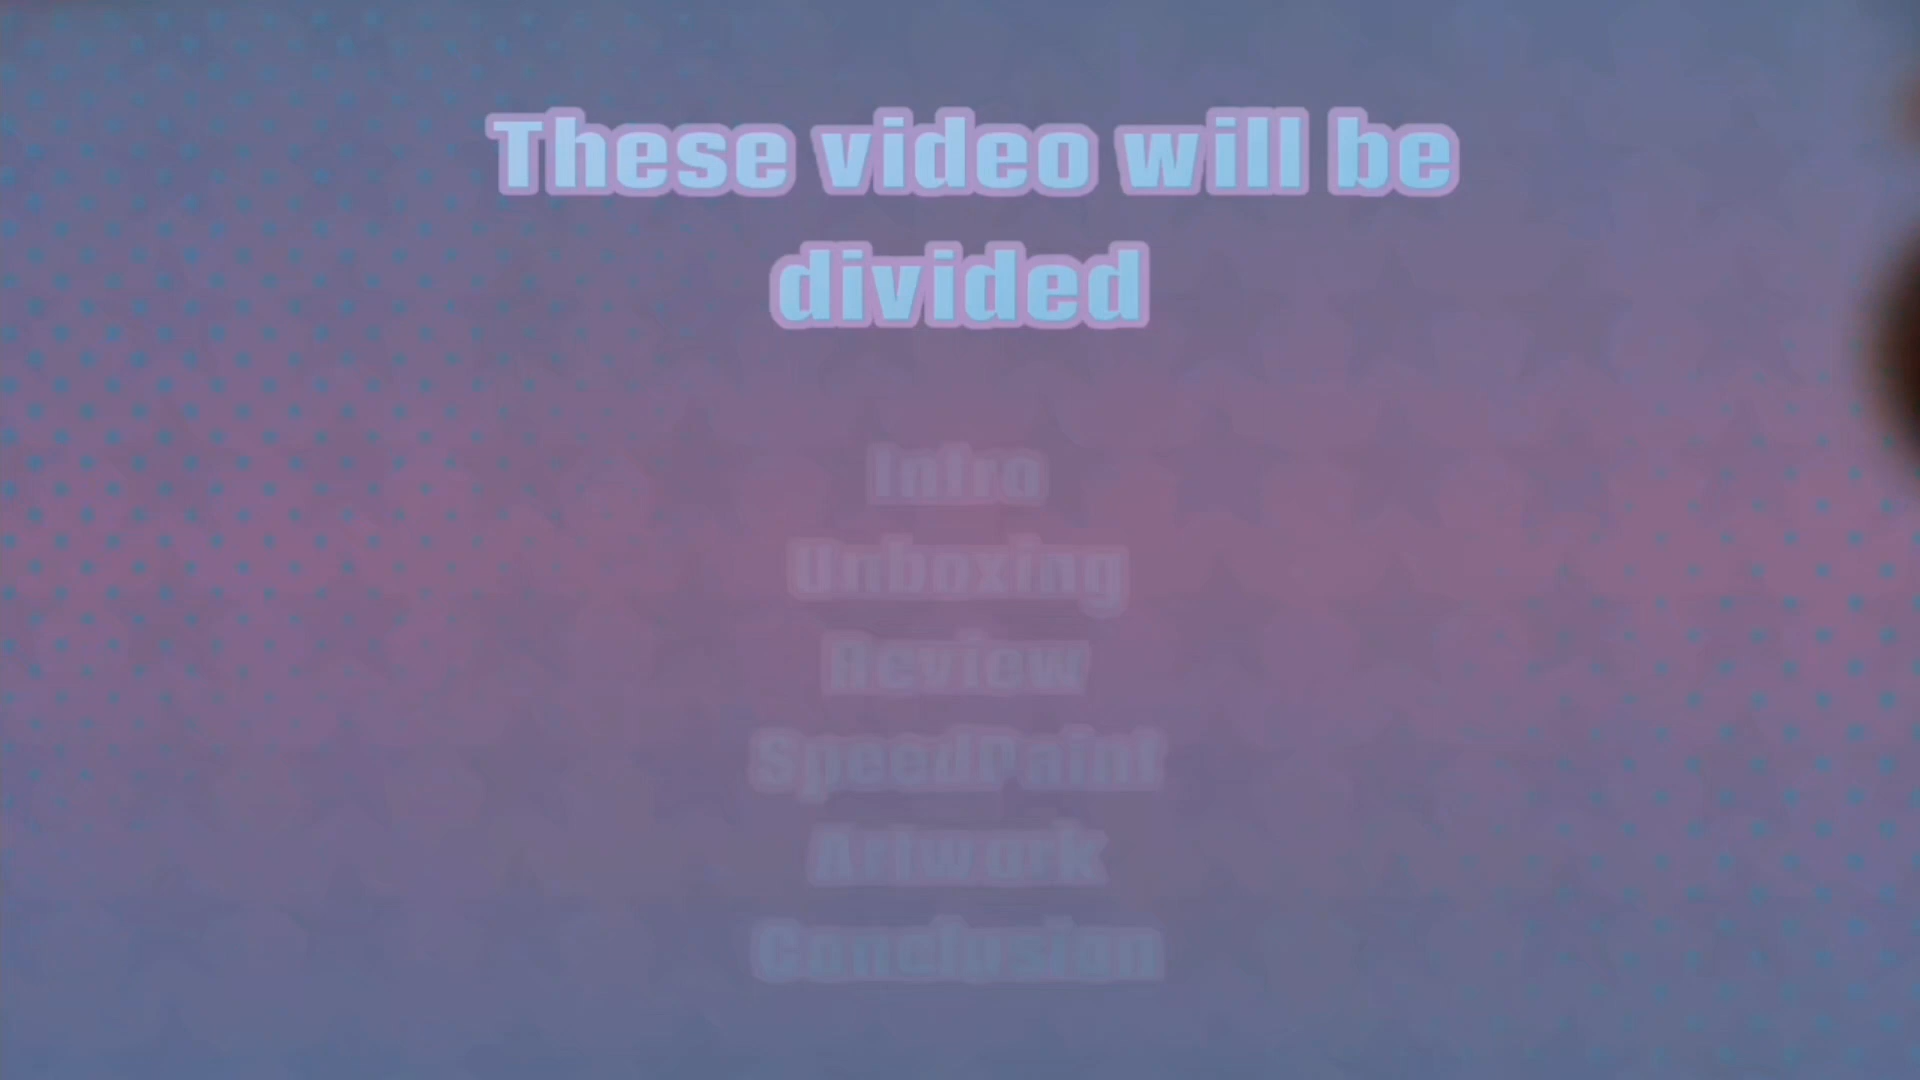 These video will be
divided
Intro
Unboxing
Review
SpeedPaint
Artwork
Conclusion